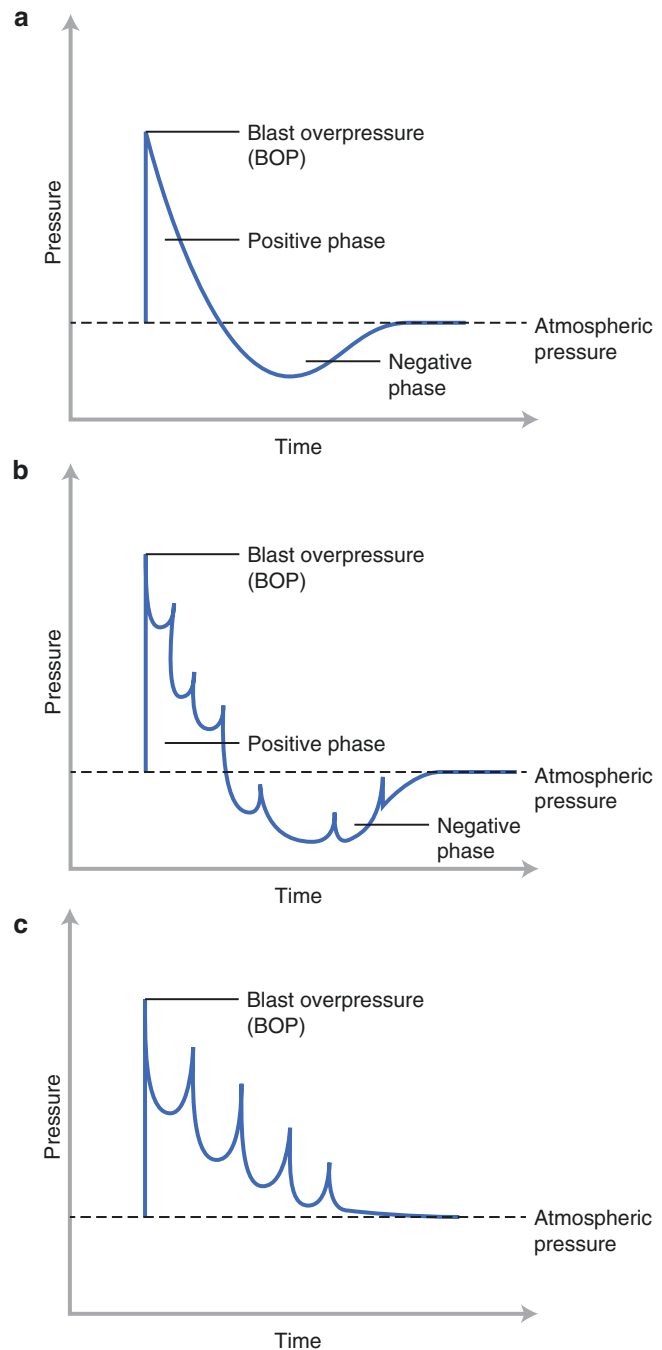 a
Blast overpressure
(BOP)
Positive phase
Pressure
Atmospheric
pressure
Negative
phase
Time
b
Blast overpressure
(BOP)
Pressure
Positive phase
Atmospheric
pressure
Negative
phase
Time
c
Blast overpressure
(BOP)
Pressure
Atmospheric
pressure
Time